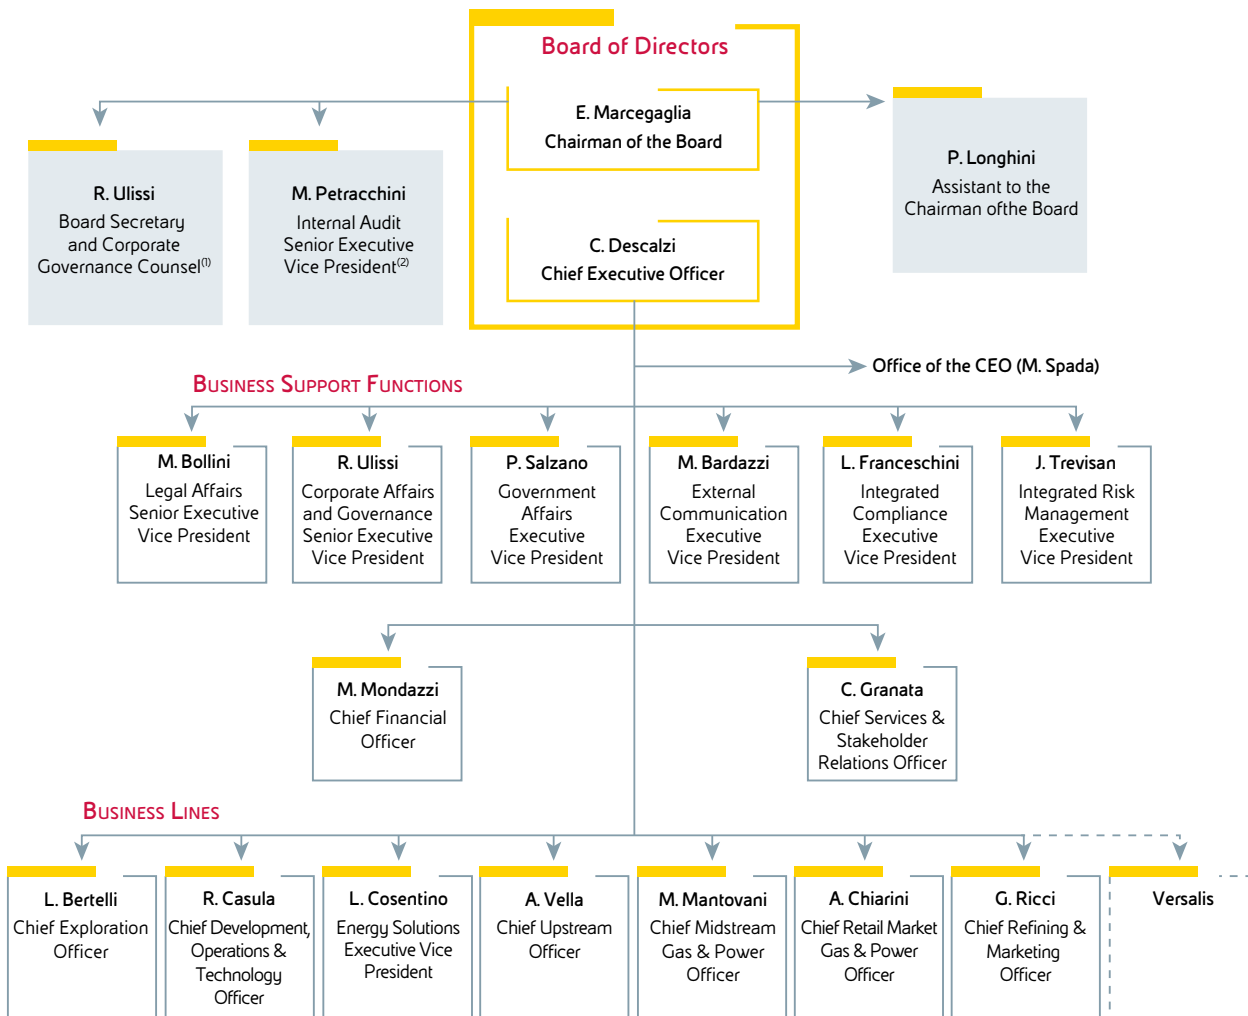 Board of Directors
E. Marcegaglia
Chairman of the Board
P. Longhini
Assistant to the
Chairman ofthe Board
R. Ulissi
Board Secretary
and Corporate
Governance Counsel(1)
M. Petracchini
Internal Audit
Senior Executive
Vice President(2)
C. Descalzi
Chief Executive Officer
Office of the CEO (M. Spada)
BUSINESS SUPPORT FUNCTIONS
M. Bollini
Legal Affairs
Senior Executive
Vice President
R. Ulissi
Corporate Affairs
and Governance
Senior Executive
Vice President
P. Salzano
Government
Affairs
Executive
Vice President
M. Bardazzi
External
Communication
Executive
Vice President
L. Franceschini
Integrated
Compliance
Executive
Vice President
J. Trevisan
Integrated Risk
Management
Executive
Vice President
M. Mondazzi
Chief Financial
Officer
C. Granata
Chief Services &
Stakeholder
Relations Officer
BUSINESS LINES
L. Bertelli
Chief Exploration
Officer
R. Casula
Chief Development,
Operations &
Technology
Officer
L. Cosentino
Energy Solutions
Executive Vice
President
A. Vella
Chief Upstream
Officer
M. Mantovani
Chief Midstream
Gas & Power
Officer
A. Chiarini
Chief Retail Market
Gas & Power
Officer
G. Ricci
Chief Refining &
Marketing
Officer
Versalis